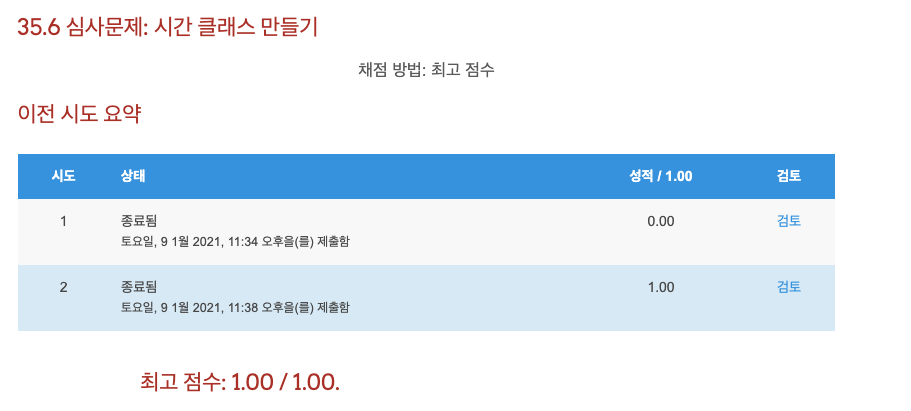 35.6 심사문제: 시간 클래스 만들기
채점 방법: 최고 점수
이전 시도 요약
시도 상태 성적 / 1.00 검토
1 종료됨 0.00 검토
토요일, 9 1월 2021, 11:34 오후을(를) 제출함
2 종료됨 1.00 검토
토요일, 9 1월 2021, 11:38 오후을(를) 제출함
최고 점수: 1.00 / 1.00.